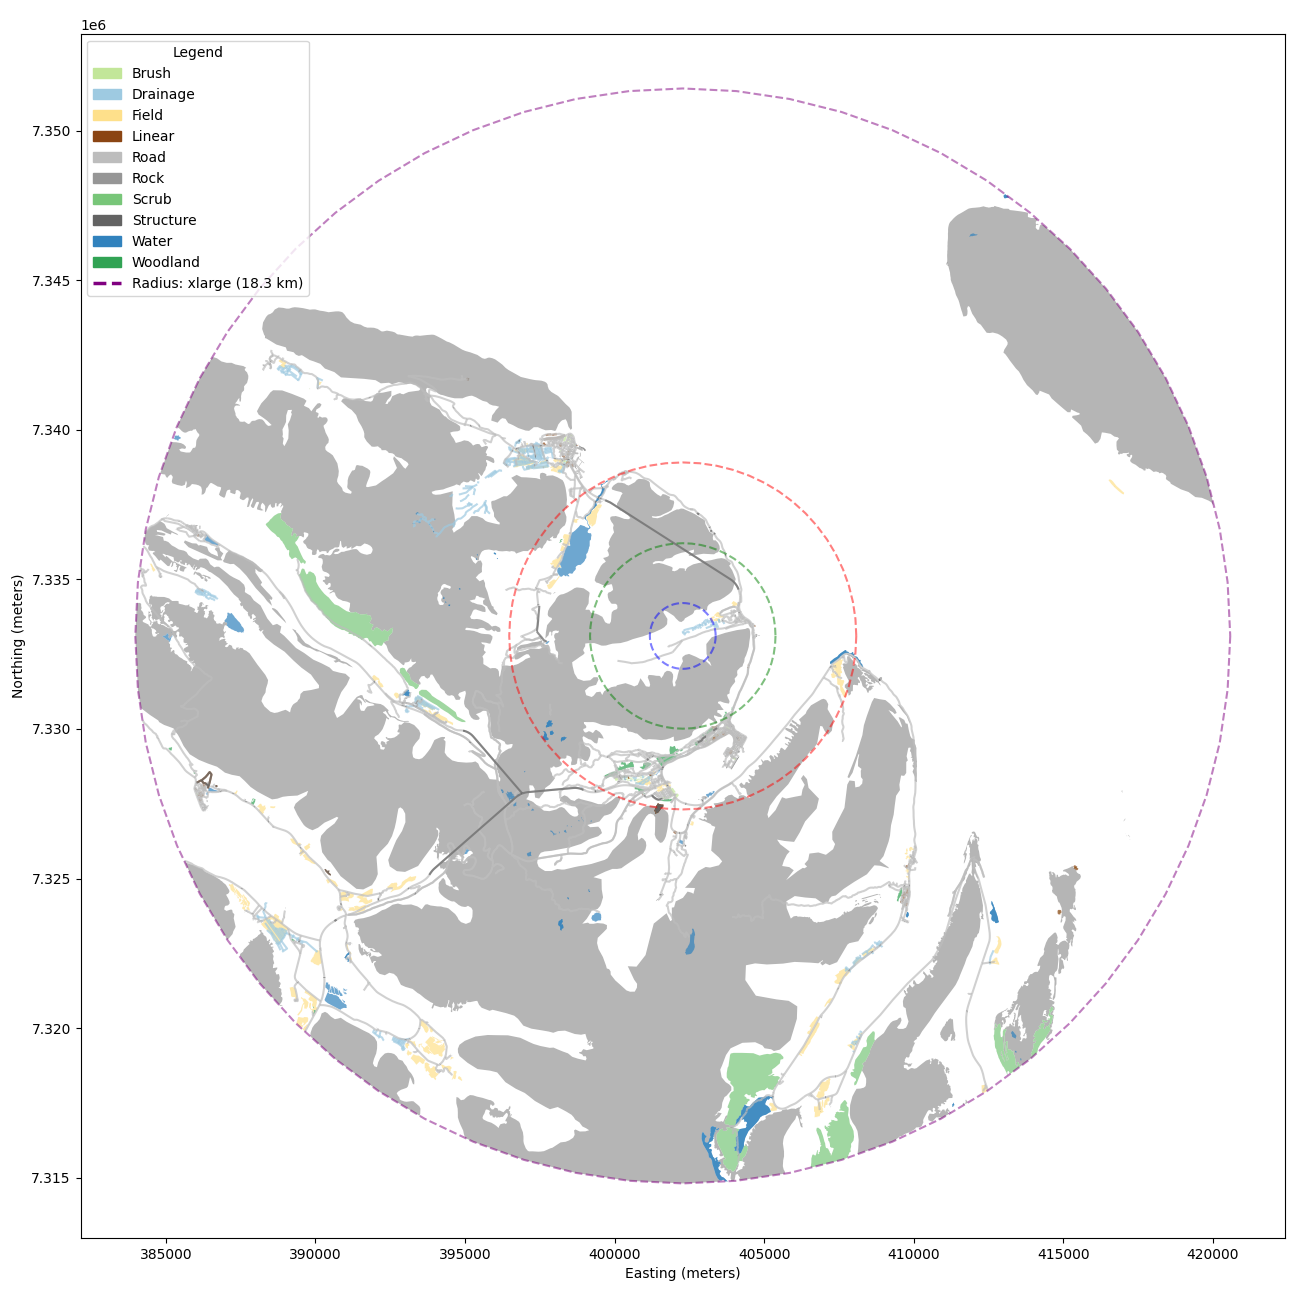 1e6
Legend
Brush
Drainage
Field
Linear
Road
Rock
Scrub
Structure
Water
Woodland
Radius: xlarge (18.3 km)
7.350
7.345
7.340
7.335
7.330
7.325
7.320
7.315
Northing (meters)
385000 390000 395000 400000 405000 410000 415000 420000
Easting (meters)